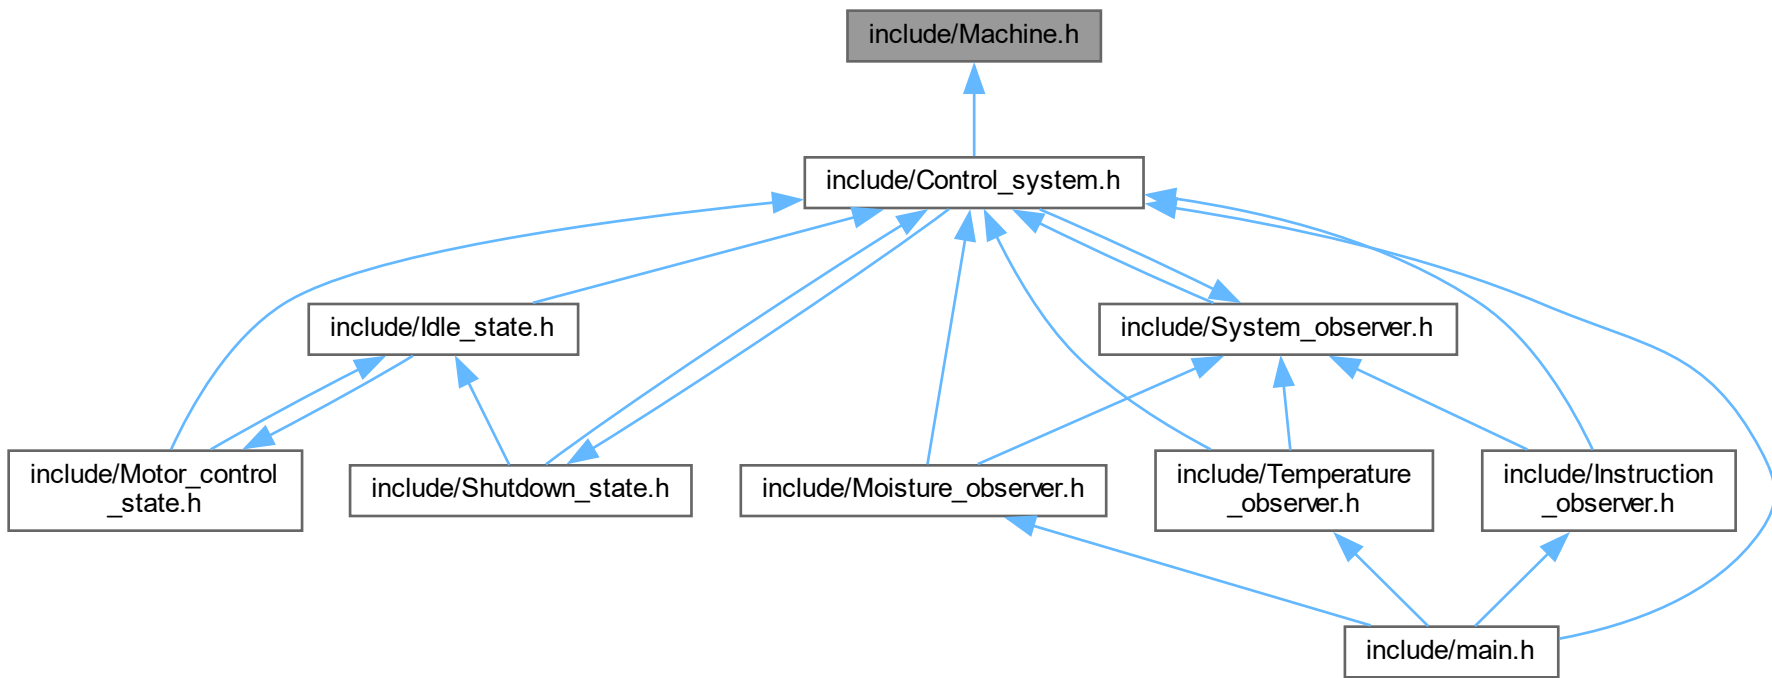 include/Machine.h
include/Control_system.h
include/Idle_state.h
include/System_observer.h
include/Motor_control
_state.h
include/Shutdown_state.h
include/Moisture_observer.h
include/Temperature
_observer.h
include/Instruction
_observer.h
include/main.h